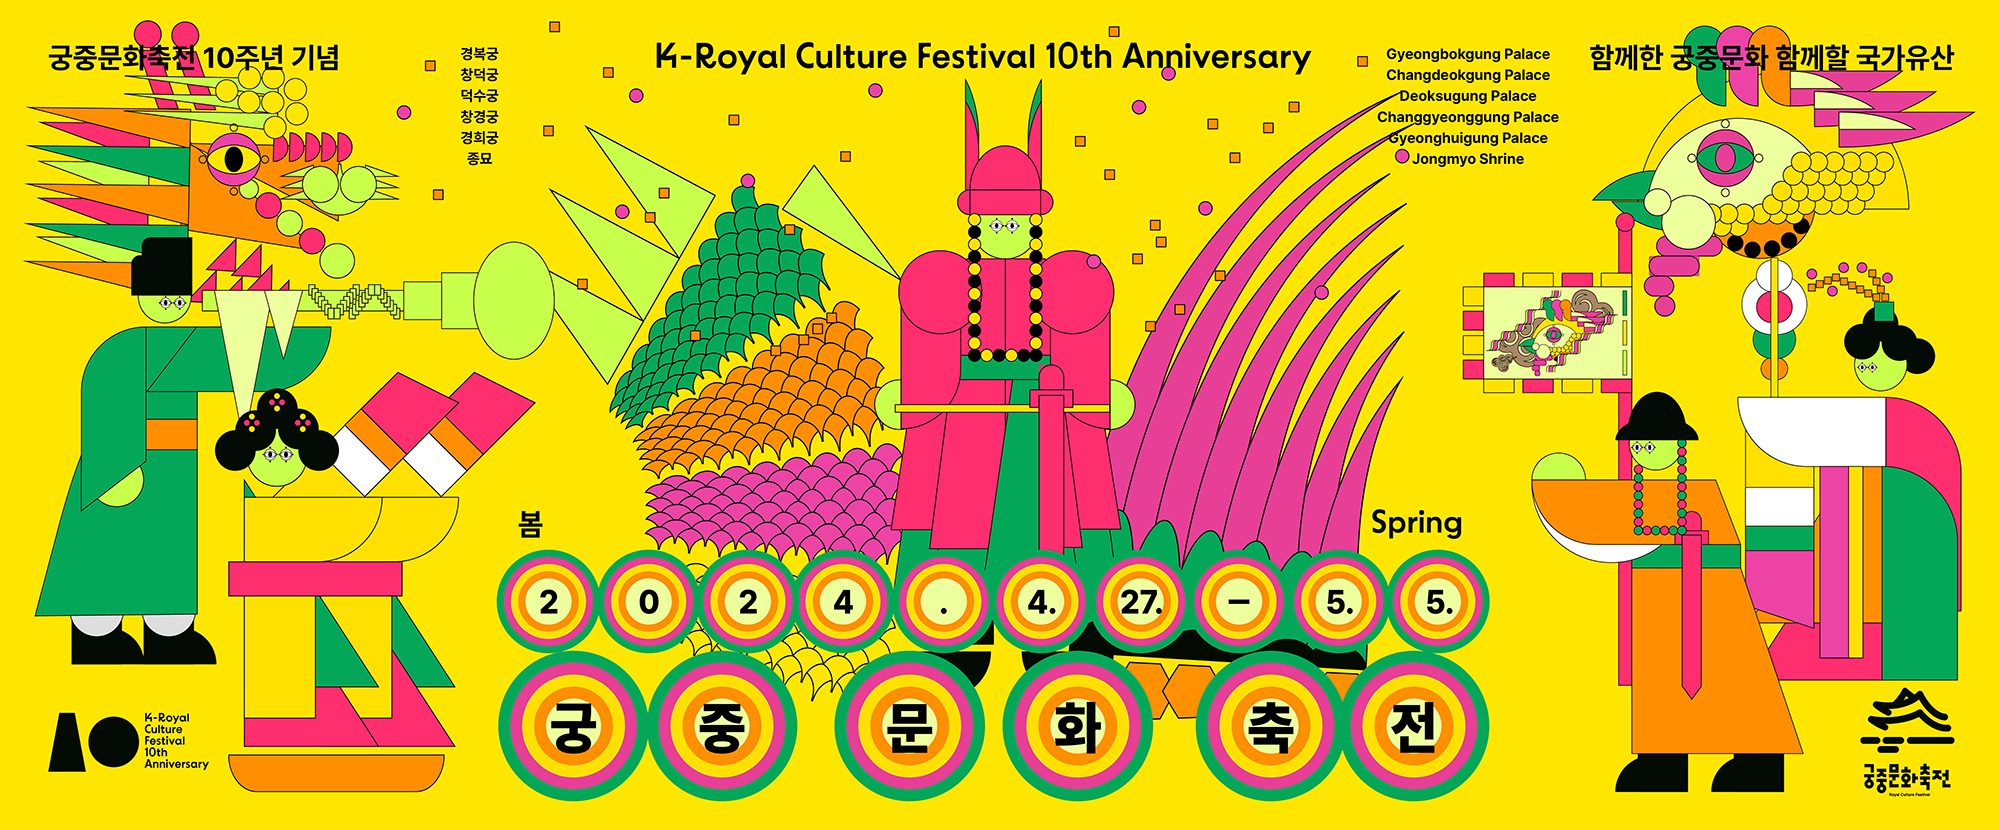 궁중문화축전 10주년 기념
경복궁
창덕궁
덕수궁
창경궁
경희궁
종묘
K-Royal Culture Festival 10th Anniversary
Gyeongbokgung Palace
Changdeokgung Palace
Deoksugung Palace
Changgyeonggung Palace
Gyeonghuigung Palace
Jongmyo Shrine
함께한 궁중문화 함께할 국가유산
봄
Spring
2024.4.27.–5.5.
궁중문화축전
10
K-Royal
Culture
Festival
10th
Anniversary
궁중문화축전
Royal Culture Festival